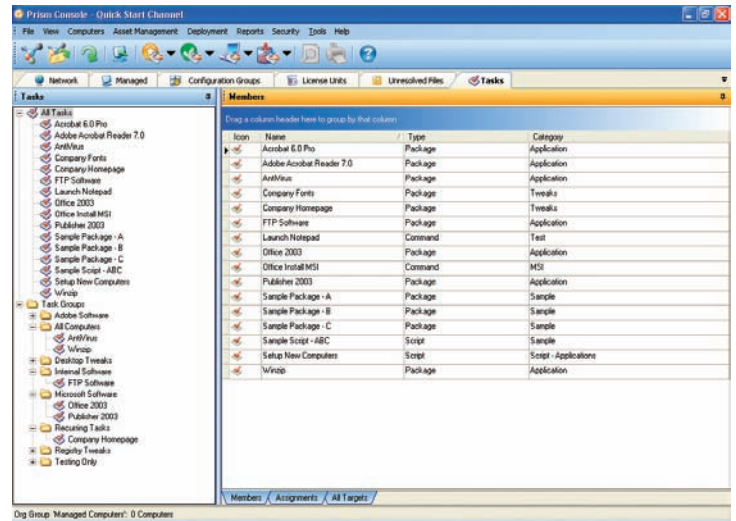 Prism Console - Quick Start Channel
File View Computers Asset Management Deployment Reports Security Tools Help
Network Managed Configuration Groups License Units Unresolved Files Tasks
Tasks
All Tasks
Acrobat 6.0 Pro
Adobe Acrobat Reader 7.0
AntiVirus
Company Fonts
Company Homepage
FTP Software
Launch Notepad
Office 2003
Office Install MSI
Publisher 2003
Sample Package - A
Sample Package - B
Sample Package - C
Sample Script - ABC
Setup New Computers
Winzip
Task Groups
Adobe Software
All Computers
AntiVirus
Winzip
Desktop Tweaks
Internal Software
FTP Software
Microsoft Software
Office 2003
Publisher 2003
Recuring Tasks
Company Homepage
Registry Tweaks
Testing Only
Members
Drag a column header here to group by that column
Icon Name Type Category
Acrobat 6.0 Pro Package Application
Adobe Acrobat Reader 7.0 Package Application
AntiVirus Package Application
Company Fonts Package Tweaks
Company Homepage Package Tweaks
FTP Software Package Application
Launch Notepad Command Test
Office 2003 Package Application
Office Install MSI Command MSI
Publisher 2003 Package Application
Sample Package - A Package Sample
Sample Package - B Package Sample
Sample Package - C Package Sample
Sample Script - ABC Script Sample
Setup New Computers Script Script - Applications
Winzip Package Application
Members Assignments All Targets
Org Group 'Managed Computers': 0 Computers